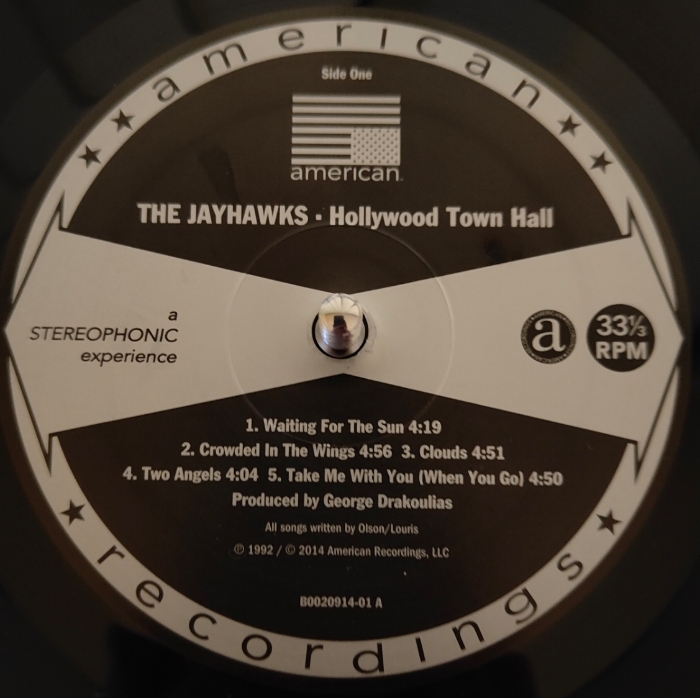 american
Side One
american
THE JAYHAWKS · Hollywood Town Hall
a
STEREOPHONIC
experience
a
33⅓
RPM
1. Waiting For The Sun 4:19
2. Crowded In The Wings 4:56 3. Clouds 4:51
4. Two Angels 4:04 5. Take Me With You (When You Go) 4:50
Produced by George Drakoulias
All songs written by Olson/Louris
℗ 1992 / © 2014 American Recordings, LLC
B0020914-01 A
recordings